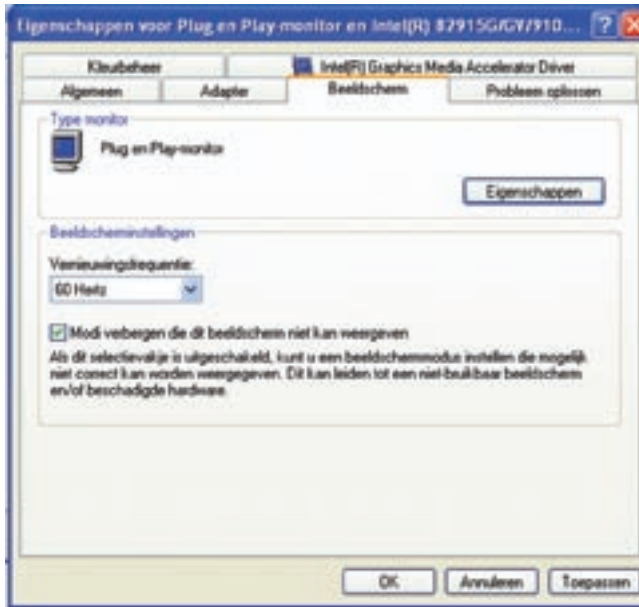 Eigenschappen voor Plug en Play-monitor en Intel(R) 82915G/GV/910...
Kleurbeheer
Intel(R) Graphics Media Accelerator Driver
Algemeen
Adapter
Beeldscherm
Probleem oplossen
Type monitor
Plug en Play-monitor
Eigenschappen
Beeldscherminstellingen
Vernieuwingsfrequentie:
60 Hertz
Modi verbergen die dit beeldscherm niet kan weergeven
Als dit selectievakje is uitgeschakeld, kunt u een beeldschermmodus instellen die mogelijk
niet correct kan worden weergegeven. Dit kan leiden tot een niet-bruikbaar beeldscherm
en/of beschadigde hardware.
OK
Annuleren
Toepassen